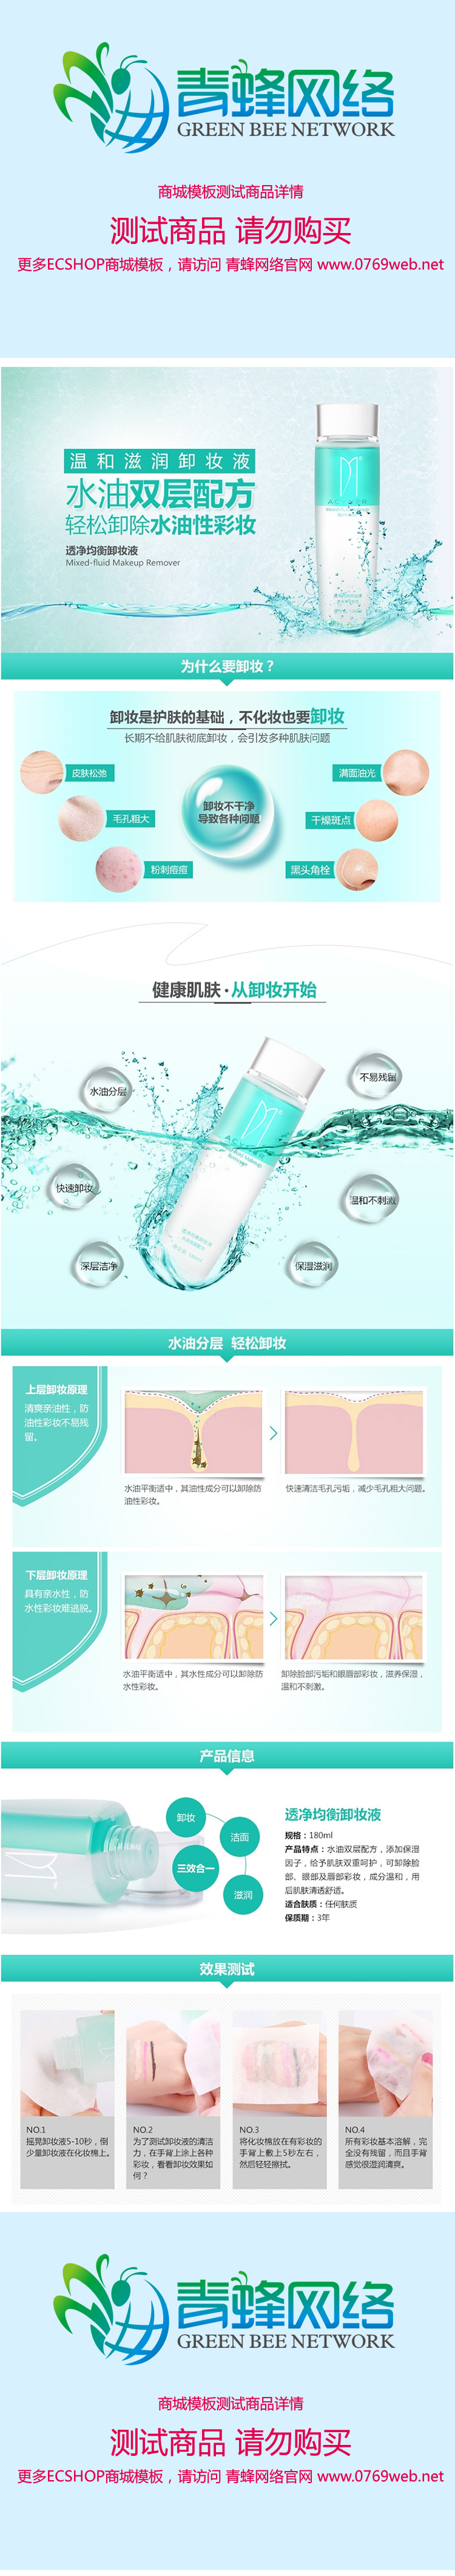 青蜂网络
GREEN BEE NETWORK
商城模板测试商品详情
测试商品 请勿购买
更多ECSHOP商城模板，请访问 青蜂网络官网 www.0769web.net
温和滋润卸妆液
水油双层配方
轻松卸除水油性彩妆
透净均衡卸妆液
Mixed-fluid Makeup Remover
为什么要卸妆？
卸妆是护肤的基础，不化妆也要卸妆
长期不给肌肤彻底卸妆，会引发多种肌肤问题
皮肤松弛
满面油光
毛孔粗大
卸妆不干净
导致各种问题
干燥斑点
粉刺痘痘
黑头角栓
健康肌肤·从卸妆开始
水油分层
不易残留
快速卸妆
温和不刺激
深层洁净
保湿滋润
水油分层 轻松卸妆
上层卸妆原理
清爽亲油性，防
油性彩妆不易残
留。
水油平衡适中，其油性成分可以卸除防
油性彩妆。
快速清洁毛孔污垢，减少毛孔粗大问题。
下层卸妆原理
具有亲水性，防
水性彩妆难逃脱。
水油平衡适中，其水性成分可以卸除防
水性彩妆。
卸除脸部污垢和眼唇部彩妆，滋养保湿，
温和不刺激。
产品信息
卸妆
洁面
三效合一
滋润
透净均衡卸妆液
规格：180ml
产品特点：水油双层配方，添加保湿
因子，给予肌肤双重呵护，可卸除脸
部、眼部及唇部彩妆，成分温和，用
后肌肤清透舒适。
适合肤质：任何肤质
保质期：3年
效果测试
NO.1
摇晃卸妆液5-10秒，倒
少量卸妆液在化妆棉上。
NO.2
为了测试卸妆液的清洁
力，在手背上涂上各种
彩妆，看看卸妆效果如
何？
NO.3
将化妆棉放在有彩妆的
手背上敷上5秒左右，
然后轻轻擦拭。
NO.4
所有彩妆基本溶解，完
全没有残留，而且手背
感觉很湿润清爽。
青蜂网络
GREEN BEE NETWORK
商城模板测试商品详情
测试商品 请勿购买
更多ECSHOP商城模板，请访问 青蜂网络官网 www.0769web.net